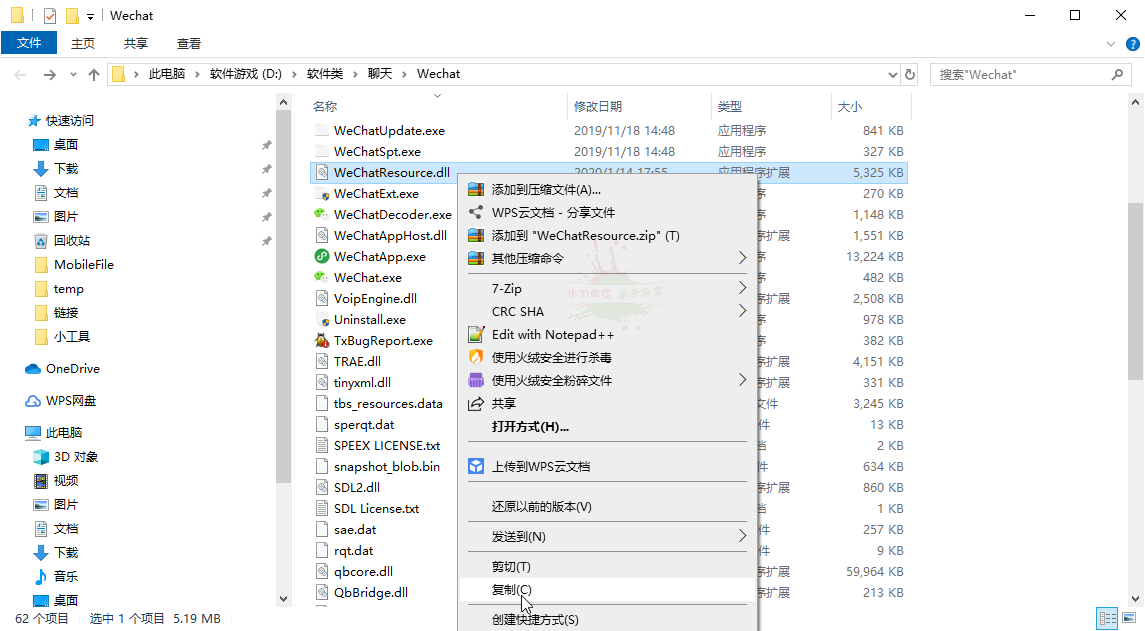 Wechat
文件 主页 共享 查看
此电脑 软件游戏 (D:) 软件类 聊天 Wechat 搜索"Wechat"
快速访问
桌面
下载
文档
图片
回收站
MobileFile
temp
链接
小工具
OneDrive
WPS网盘
此电脑
3D 对象
视频
图片
文档
下载
音乐
桌面
名称 修改日期 类型 大小
WeChatUpdate.exe 2019/11/18 14:48 应用程序 841 KB
WeChatSpt.exe 2019/11/18 14:48 应用程序 327 KB
WeChatResource.dll 2020/1/14 17:55 应用程序扩展 5,325 KB
WeChatExt.exe 序 270 KB
WeChatDecoder.exe 序 1,148 KB
WeChatAppHost.dll 序扩展 1,551 KB
WeChatApp.exe 序 13,224 KB
WeChat.exe 序 482 KB
VoipEngine.dll 序扩展 2,508 KB
Uninstall.exe 序 978 KB
TxBugReport.exe 序 382 KB
TRAE.dll 序扩展 4,151 KB
tinyxml.dll 序扩展 331 KB
tbs_resources.data 文件 3,245 KB
sperqt.dat 件 13 KB
SPEEX LICENSE.txt 档 2 KB
snapshot_blob.bin 件 634 KB
SDL2.dll 序扩展 860 KB
SDL License.txt 档 1 KB
sae.dat 件 257 KB
rqt.dat 件 9 KB
qbcore.dll 序扩展 59,964 KB
QbBridge.dll 序扩展 213 KB
添加到压缩文件(A)...
WPS云文档 - 分享文件
添加到 "WeChatResource.zip" (T)
其他压缩命令
7-Zip
CRC SHA
Edit with Notepad++
使用火绒安全进行杀毒
使用火绒安全粉碎文件
共享
打开方式(H)...
上传到WPS云文档
还原以前的版本(V)
发送到(N)
剪切(T)
复制(C)
创建快捷方式(S)
62 个项目 选中 1 个项目 5.19 MB